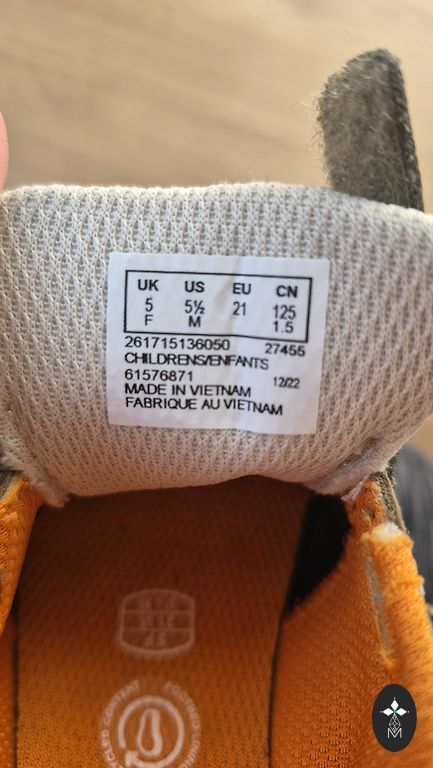 UK US EU CN
5 5½ 21 125
F M 1.5
261715136050 27455
CHILDRENS/ENFANTS
61576871 12/22
MADE IN VIETNAM
FABRIQUE AU VIETNAM
M